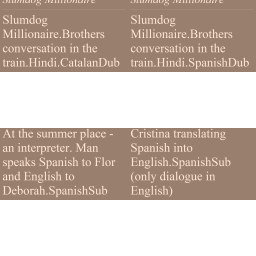 Slumdog Millionaire Slumdog Millionaire
Slumdog
Millionaire.Brothers
conversation in the
train.Hindi.CatalanDub
Slumdog
Millionaire.Brothers
conversation in the
train.Hindi.SpanishDub
At the summer place -
an interpreter. Man
speaks Spanish to Flor
and English to
Deborah.SpanishSub
Cristina translating
Spanish into
English.SpanishSub
(only dialogue in
English)